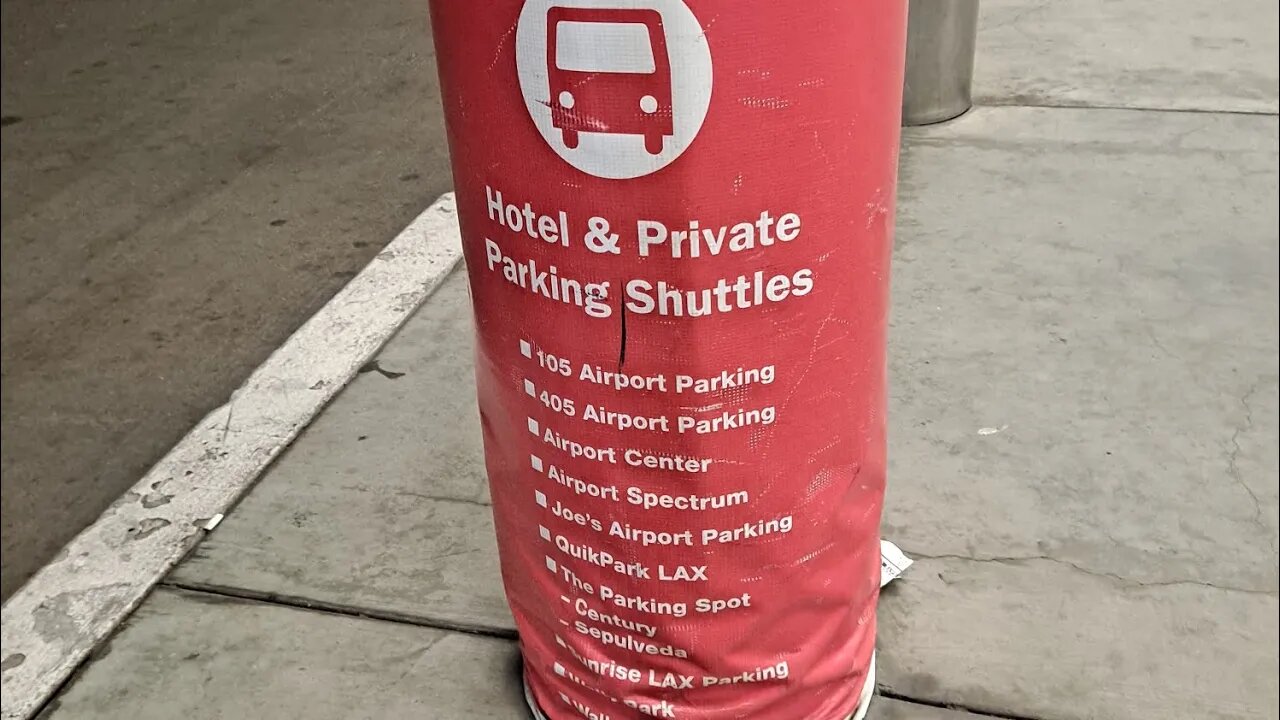 Hotel & Private
Parking Shuttles
105 Airport Parking
405 Airport Parking
Airport Center
Airport Spectrum
Joe's Airport Parking
QuikPark LAX
The Parking Spot
- Century
- Sepulveda
Sunrise LAX Parking